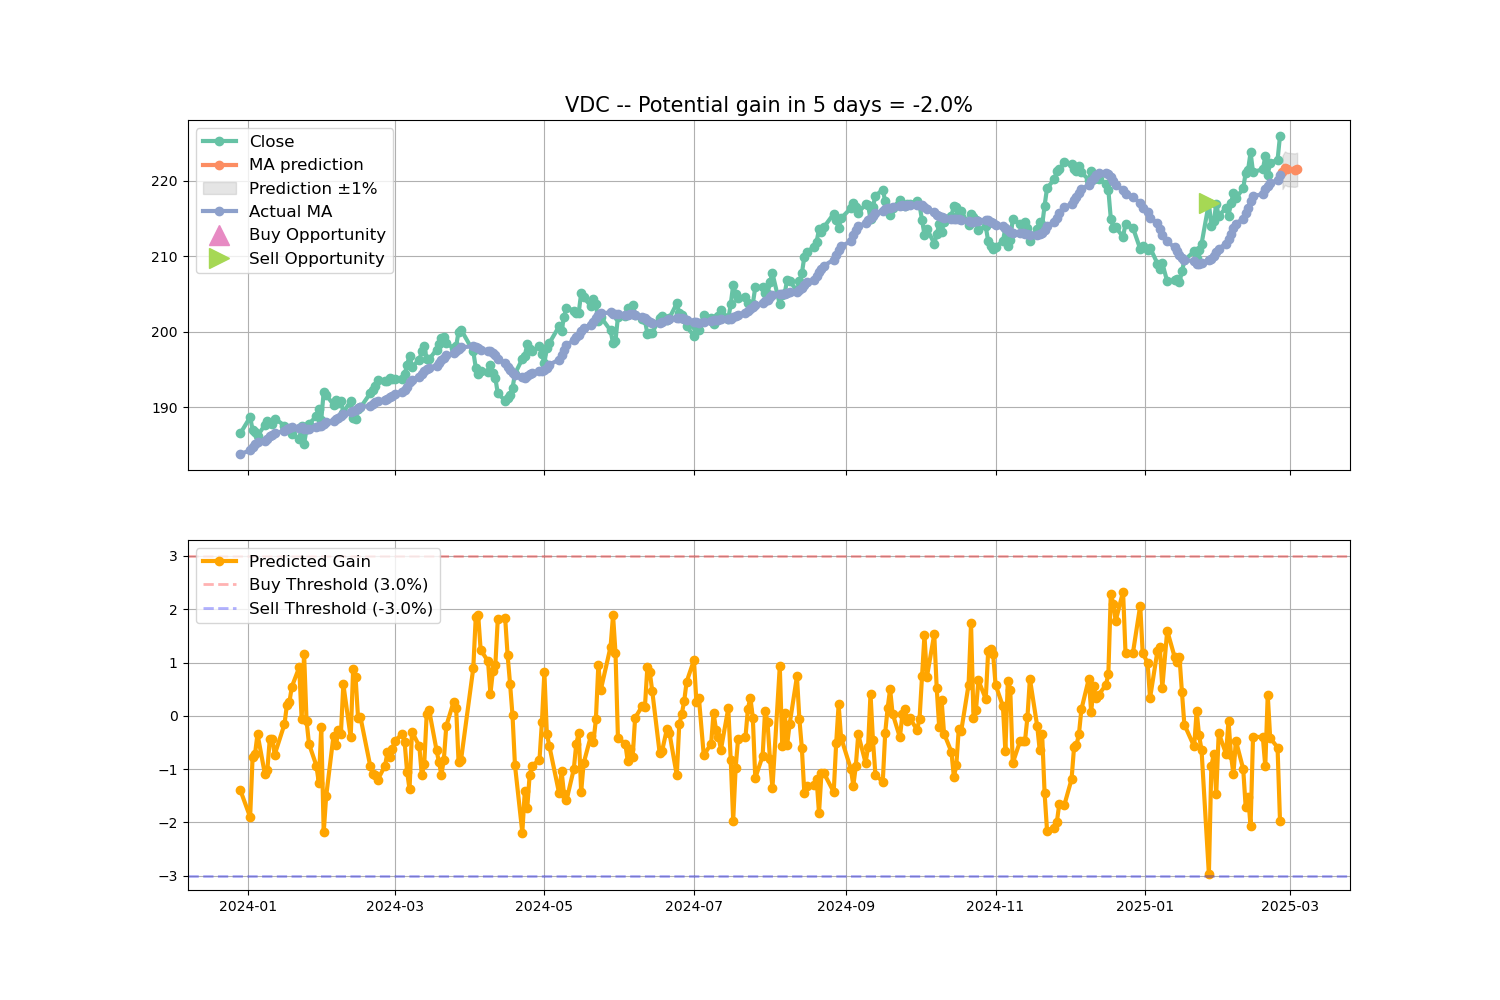 VDC -- Potential gain in 5 days = -2.0%
Close
MA prediction
Prediction ±1%
Actual MA
Buy Opportunity
Sell Opportunity
220
210
200
190
Predicted Gain
Buy Threshold (3.0%)
Sell Threshold (-3.0%)
3
2
1
0
−1
−2
−3
2024-01 2024-03 2024-05 2024-07 2024-09 2024-11 2025-01 2025-03